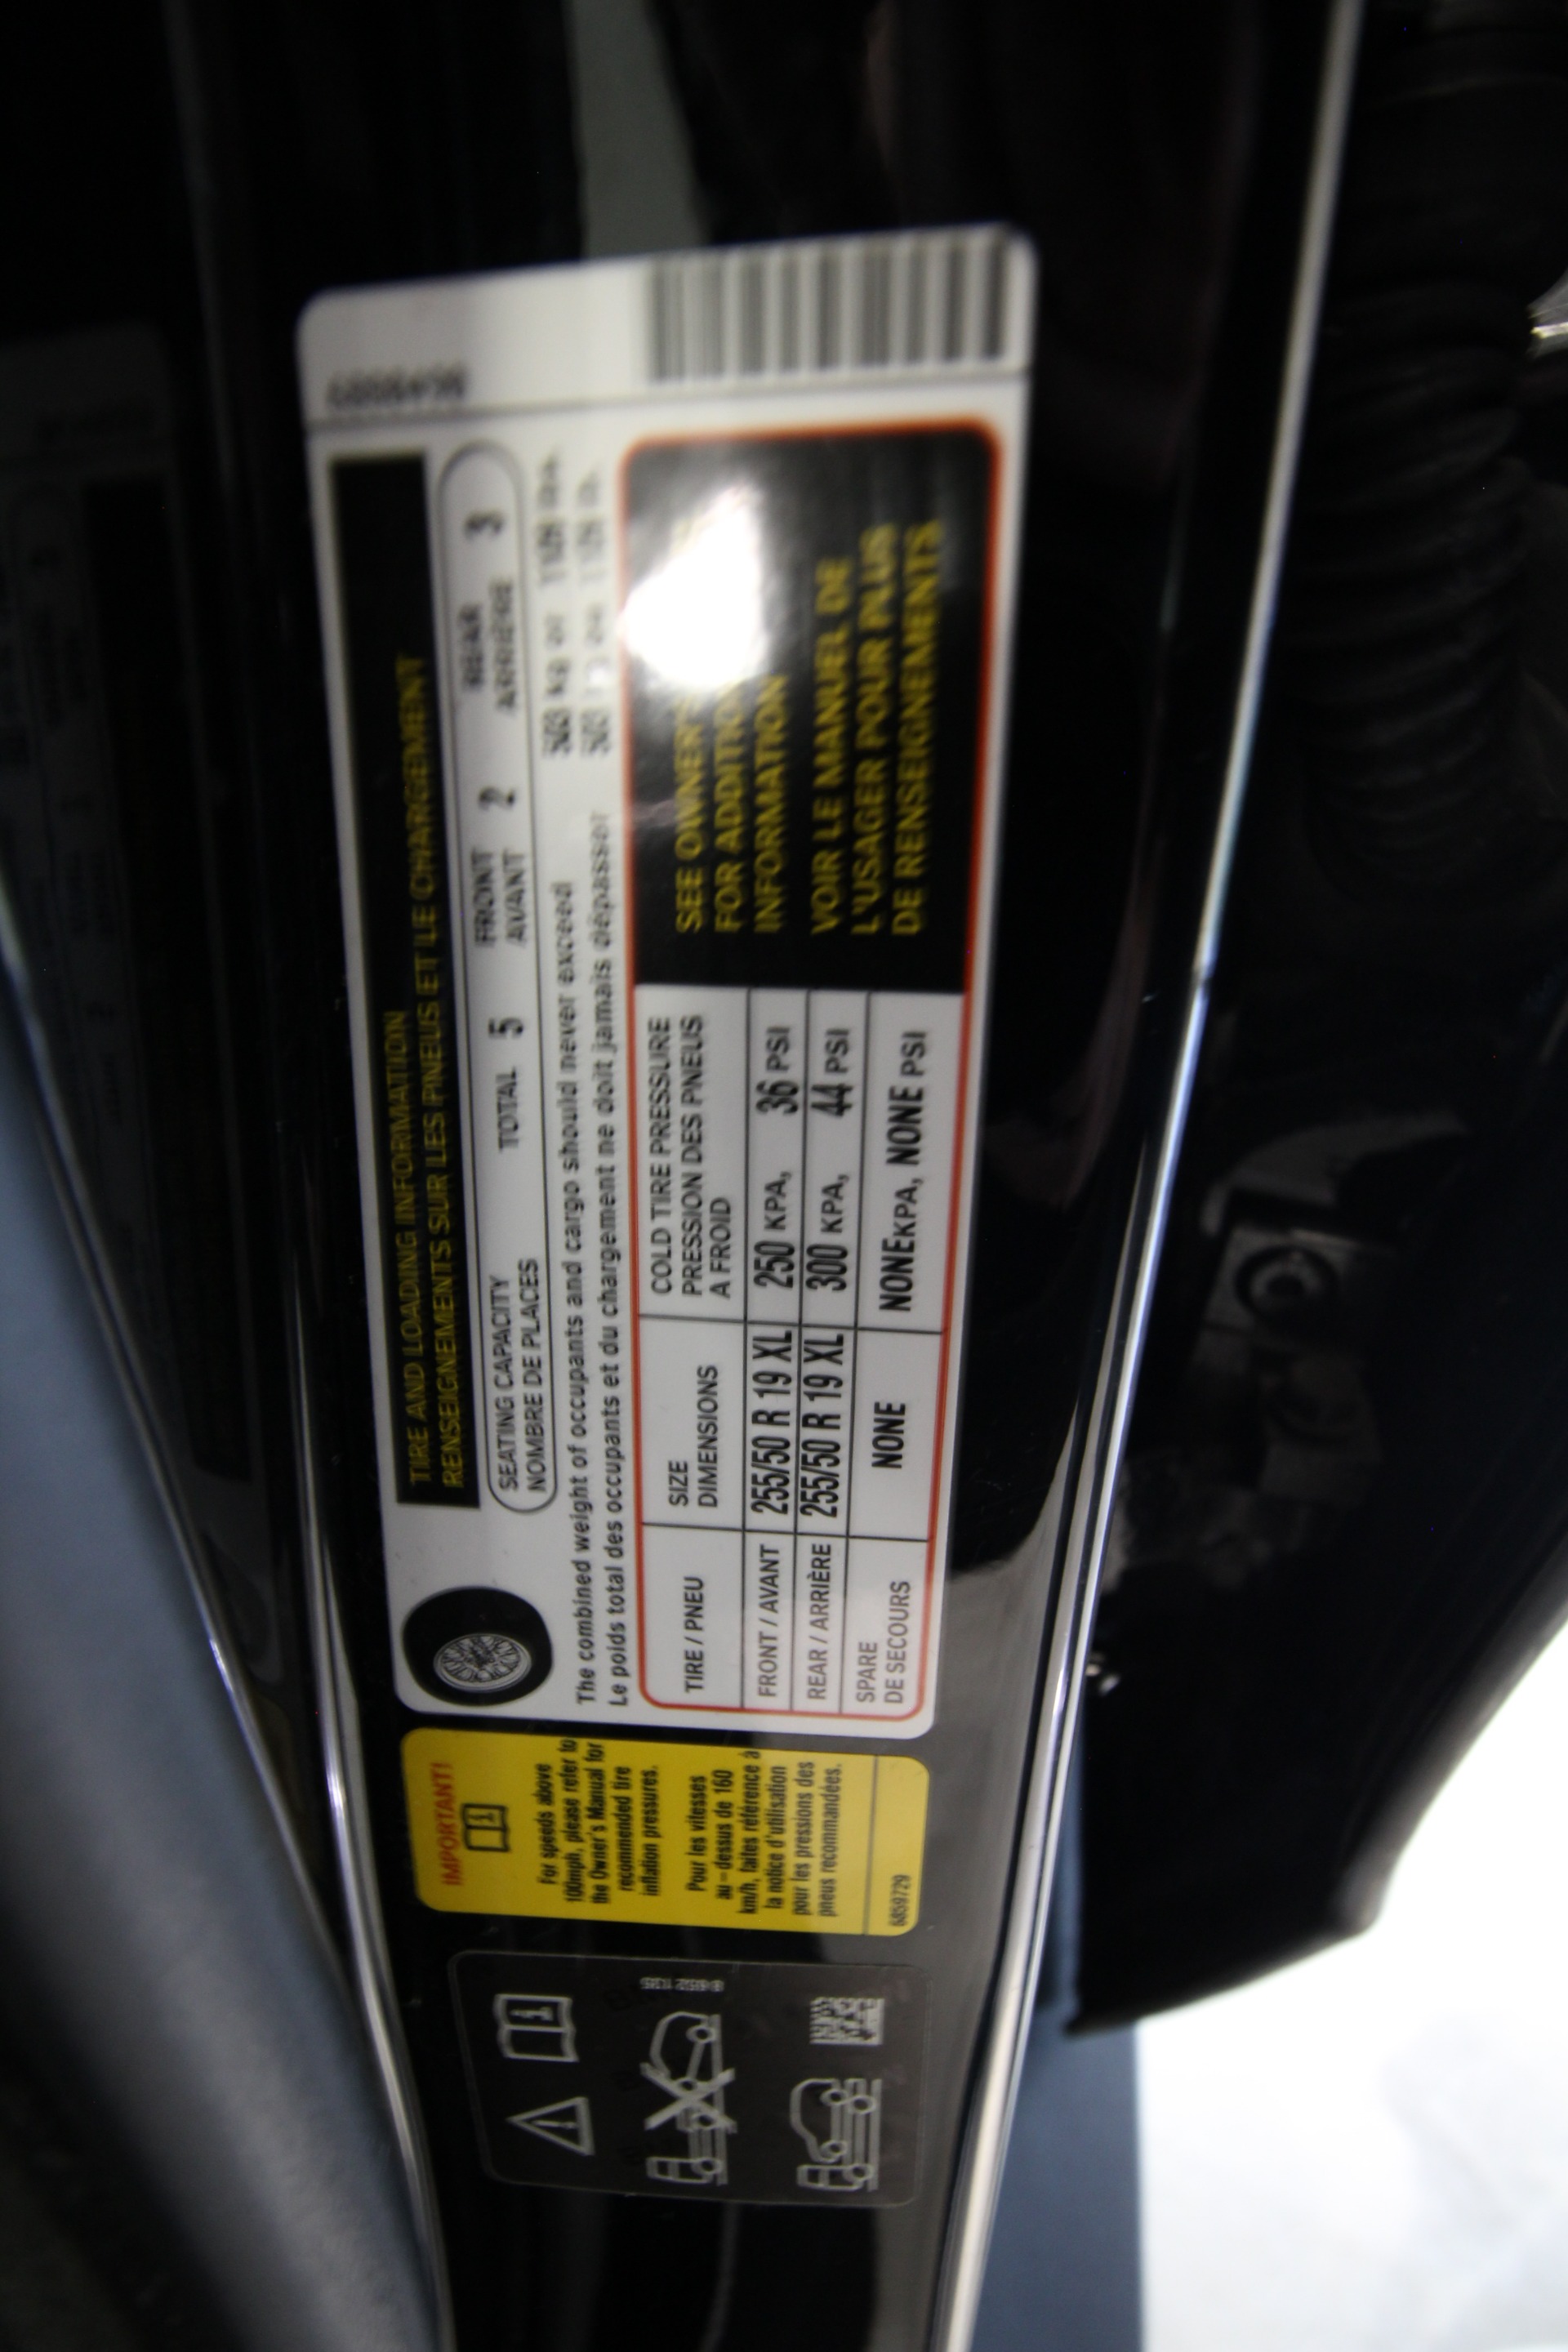 TIRE AND LOADING INFORMATION
RENSEIGNEMENTS SUR LES PNEUS ET LE CHARGEMENT
SEATING CAPACITY TOTAL 5 FRONT 2 REAR 3
NOMBRE DE PLACES AVANT ARRIÈRE
The combined weight of occupants and cargo should never exceed kg or
Le poids total des occupants et du chargement ne doit jamais dépasser
TIRE / PNEU
SIZE
DIMENSIONS
COLD TIRE PRESSURE
PRESSION DES PNEUS
A FROID
FRONT / AVANT 255/50 R 19 XL 250 KPA, 36 PSI
REAR / ARRIÈRE 255/50 R 19 XL 300 KPA, 44 PSI
SPARE
DE SECOURS
NONE NONE KPA, NONE PSI
SEE OWNER'S
FOR ADDITION
INFORMATION
VOIR LE MANUEL DE
L'USAGER POUR PLUS
DE RENSEIGNEMENTS
IMPORTANT!
For speeds above
100mph, please refer to
the Owner's Manual for
recommended tire
inflation pressures.
Pour les vitesses
au-dessus de 160
km/h, faites référence à
la notice d'utilisation
pour les pressions des
pneus recommandées.
6859729